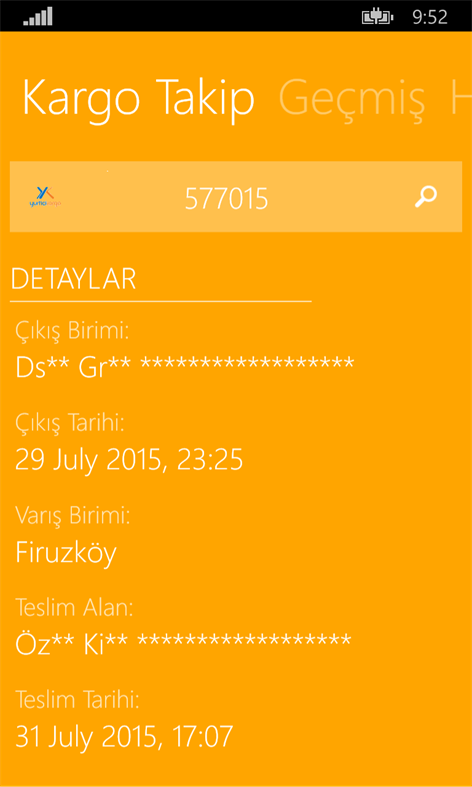 9:52
Kargo Takip Geçmiş H
577015
DETAYLAR
Çıkış Birimi:
Ds** Gr** ******************
Çıkış Tarihi:
29 July 2015, 23:25
Varış Birimi:
Firuzköy
Teslim Alan:
Öz** Ki** ******************
Teslim Tarihi:
31 July 2015, 17:07